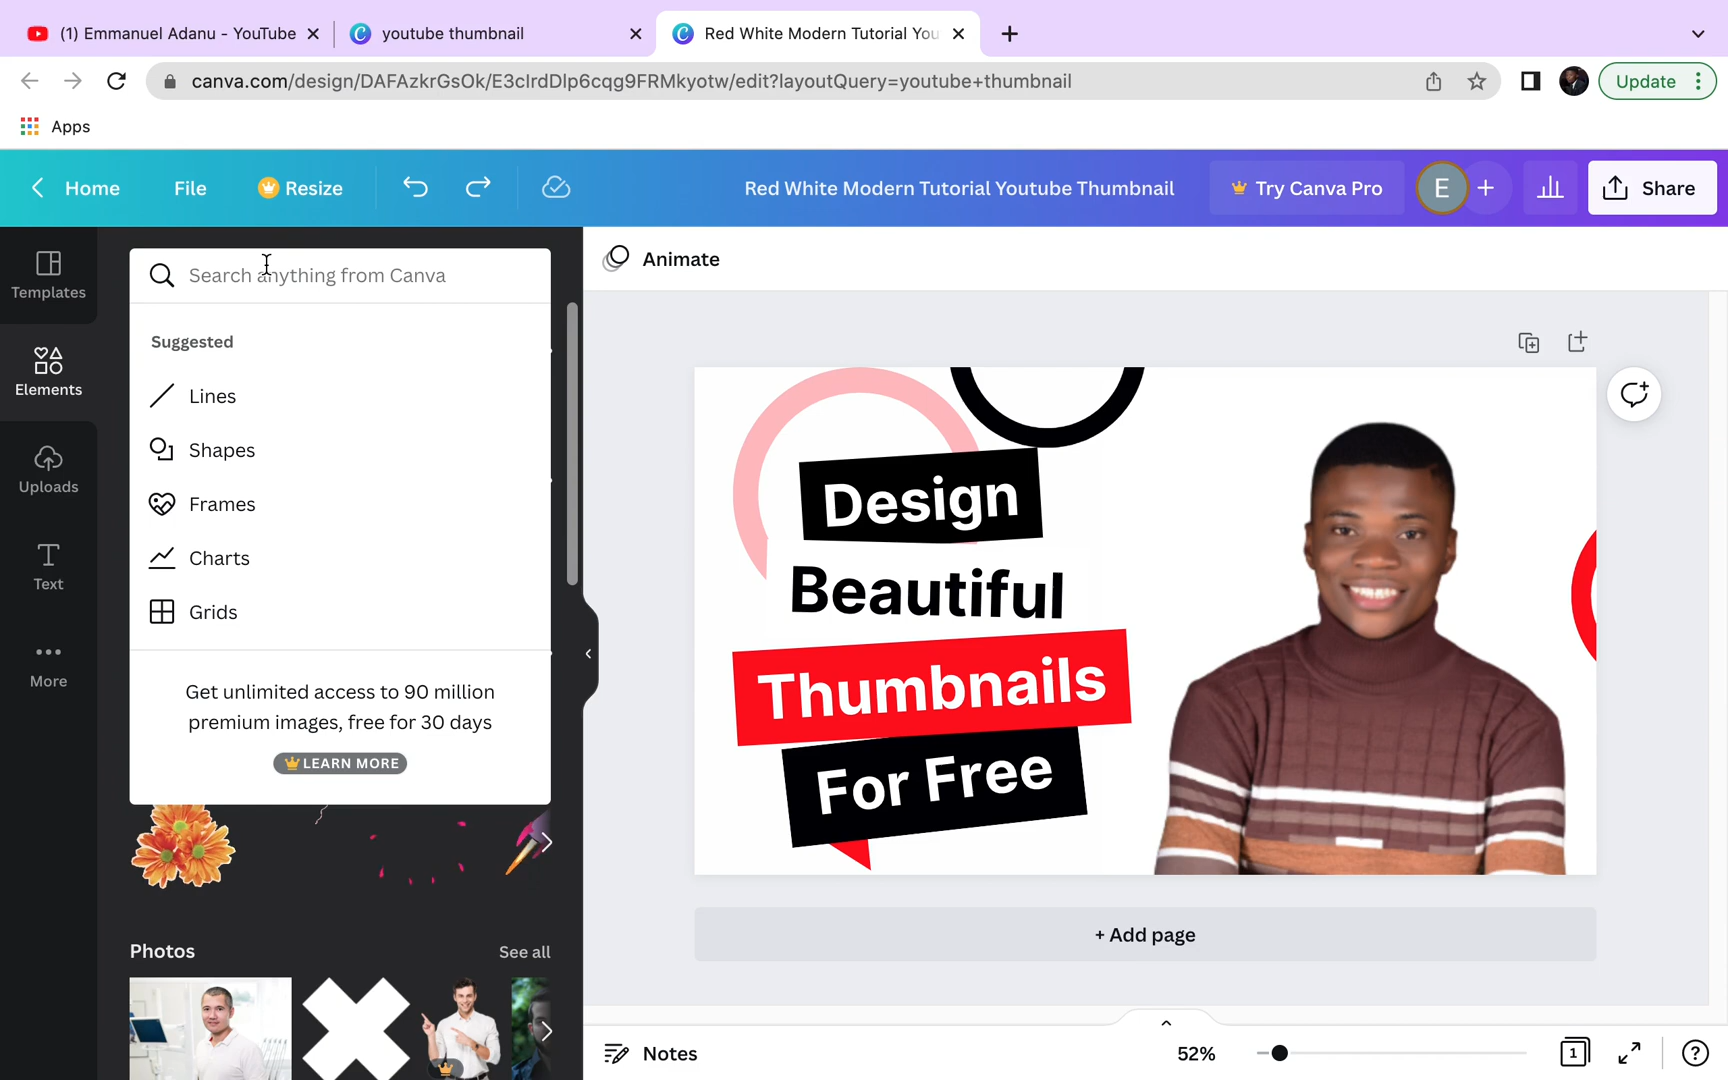 (1) Emmanuel Adanu - YouTube
youtube thumbnail
Red White Modern Tutorial You
canva.com/design/DAFAzkrGsOk/E3clrdDlp6cqg9FRMkyotw/edit?layoutQuery=youtube+thumbnail
Update
Apps
Home
File
Resize
Red White Modern Tutorial Youtube Thumbnail
Try Canva Pro
E
Share
Templates
Elements
Uploads
Text
More
Search anything from Canva
Suggested
Lines
Shapes
Frames
Charts
Grids
Get unlimited access to 90 million
premium images, free for 30 days
LEARN MORE
Photos
See all
Animate
Design
Beautiful
Thumbnails
For Free
+ Add page
Notes
52%
1